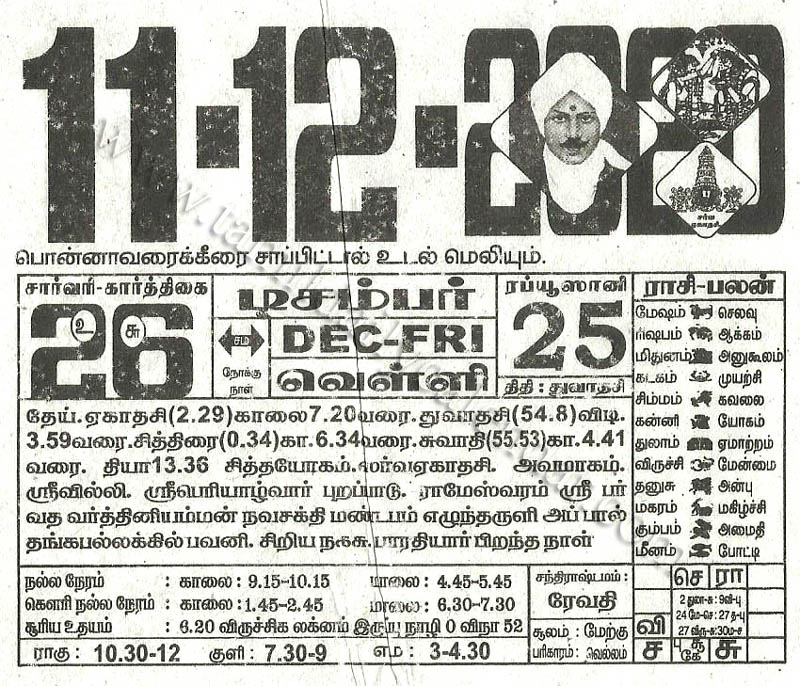 11-12-2020
சர்வ
ஏகாதசி
பொன்னாவரைக்கீரை சாப்பிட்டால் உடல் மெலியும்.
சார்வரி-கார்த்திகை
26
உ சு
சம
நோக்கு
நாள்
டிசம்பர்
DEC-FRI
வெள்ளி
ரப்யூஸானி
25
திதி : துவாதசி
ராசி-பலன்
மேஷம் செலவு
ரிஷபம் ஆக்கம்
மிதுனம் அனுகூலம்
கடகம் முயற்சி
சிம்மம் கவலை
கன்னி யோகம்
துலாம் ஏமாற்றம்
விருச்சி மேன்மை
தனுசு அன்பு
மகரம் மகிழ்ச்சி
கும்பம் அமைதி
மீனம் போட்டி
தேய்.ஏகாதசி(2.29)காலை7.20வரை.துவாதசி(54.8)விடி.
3.59வரை.சித்திரை(0.34)கா.6.34வரை.சுவாதி(55.53)கா.4.41
வரை. தியா13.36 சித்தயோகம்.ஸர்வஏகாதசி. அவமாகம்.
ஸ்ரீவில்லி. ஸ்ரீபெரியாழ்வார் புறப்பாடு. ராமேஸ்வரம் ஸ்ரீ பர்
வத வர்த்தினியம்மன் நவசக்தி மண்டபம் எழுந்தருளி அப்பால்
தங்கபல்லக்கில் பவனி. சிறிய நகசு. பாரதியார் பிறந்த நாள்
நல்ல நேரம் : காலை: 9.15-10.15 மாலை: 4.45-5.45
கௌரி நல்ல நேரம் : காலை: 1.45-2.45 மாலை: 6.30-7.30
சூரிய உதயம் : 6.20 விருச்சிக லக்னம் இருப்பு நாழி 0 விநா 52
ராகு : 10.30-12 குளி : 7.30-9 எம : 3-4.30
சந்திராஷ்டமம் :
ரேவதி
சூலம் : மேற்கு
பரிகாரம் : வெல்லம்
செ ரா
2 துலா-சு : 9வி-பு
24 மே-செ : 27 த-பு
வி 27 விரு-சு:30ம-ச
ச பு சூ கே சு